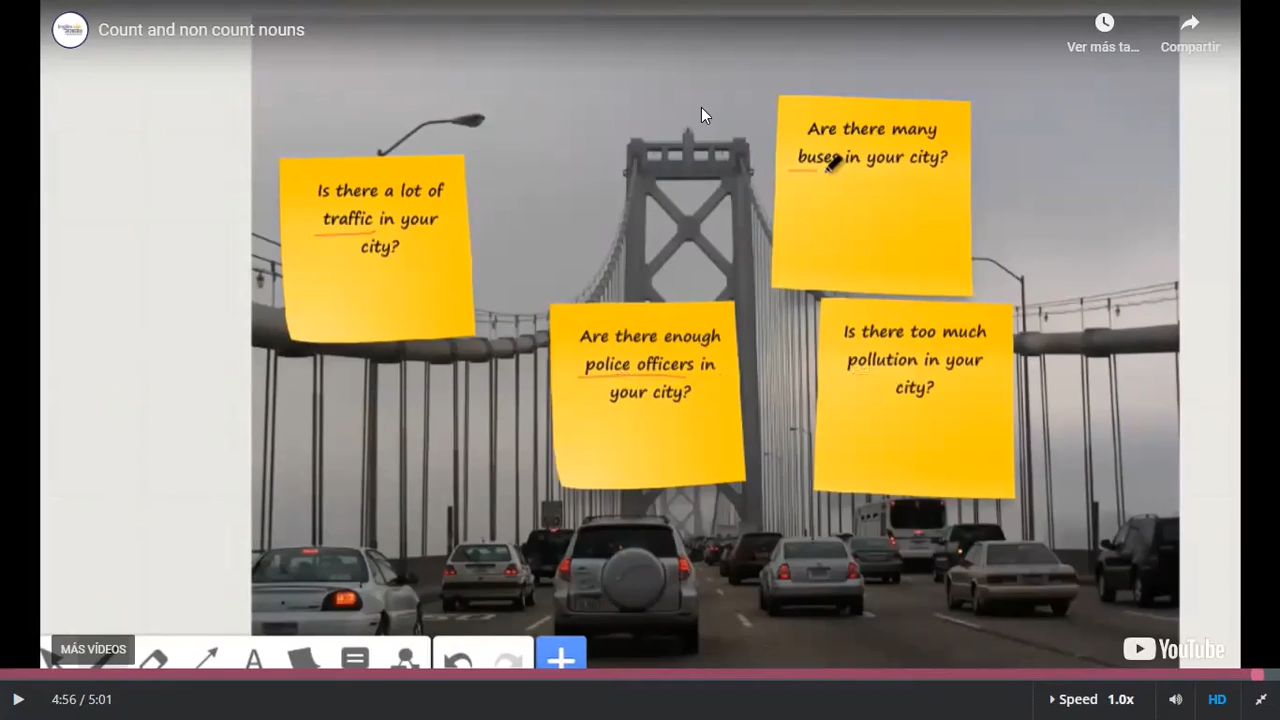 Count and non count nouns
Ver más ta...
Compartir
Is there a lot of
traffic in your
city?
Are there many
buses in your city?
Are there enough
police officers in
your city?
Is there too much
pollution in your
city?
MÁS VÍDEOS
A
YouTube
4:56 / 5:01
Speed 1.0x
HD